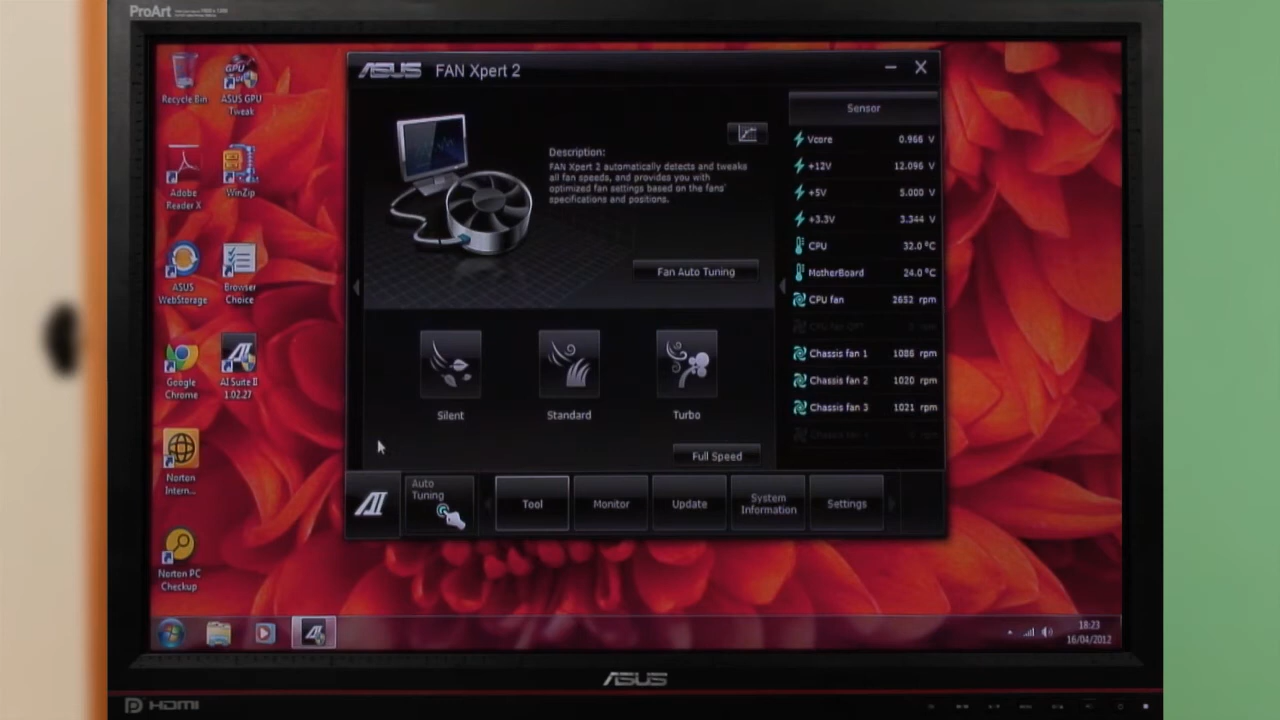 ProArt
Recycle Bin
ASUS GPU
Tweak
Adobe
Reader X
WinZip
ASUS
WebStorage
Browser
Choice
Google
Chrome
AI Suite II
1.02.27
Norton
Intern...
Norton PC
Checkup
ASUS FAN Xpert 2
Description:
FAN Xpert 2 automatically detects and tweaks
all fan speeds, and provides you with
optimized fan settings based on the fans'
specifications and positions.
Fan Auto Tuning
Silent
Standard
Turbo
Full Speed
Sensor
Vcore 0.966 V
+12V 12.096 V
+5V 5.000 V
+3.3V 3.344 V
CPU 32.0 ºC
MotherBoard 24.0 ºC
CPU fan 2652 rpm
Chassis fan 1 1086 rpm
Chassis fan 2 1020 rpm
Chassis fan 3 1021 rpm
Auto
Tuning
Tool
Monitor
Update
System
Information
Settings
18:23
16/04/2012
ASUS
HDMI